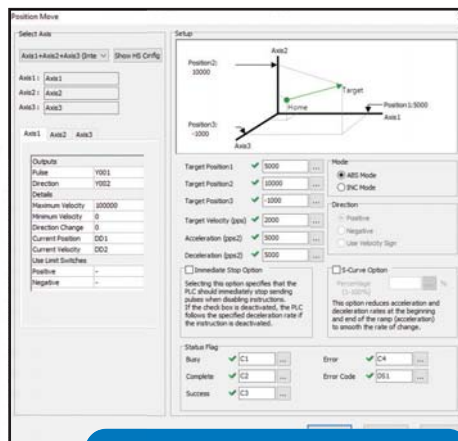 Position Move
Select Axis
Axis1+Axis2+Axis3 (Inte
Show HS Config
Axis1: Axis1
Axis2: Axis2
Axis3: Axis3
Axis1 Axis2 Axis3
Outputs
Pulse Y001
Direction Y002
Details
Maximum Velocity 100000
Minimum Velocity 0
Direction Change 0
Current Position DD1
Current Velocity DD2
Use Limit Switches
Positive -
Negative -
Setup
Axis2
Position2:
10000
Target
Home
Position1:5000
Axis1
Position3:
-1000
Axis3
Target Position1 5000 ...
Target Position2 10000 ...
Target Position3 -1000 ...
Target Velocity (pps) 2000 ...
Acceleration (pps2) 5000 ...
Deceleration (pps2) 5000 ...
Mode
ABS Mode
INC Mode
Direction
Positive
Negative
Use Velocity Sign
Immediate Stop Option
Selecting this option specifies that the
PLC should immediately stop sending
pulses when disabling instructions.
If the check box is deactivated, the PLC
follows the specified deceleration rate if
the instruction is deactivated.
S-Curve Option
Percentage ... %
(1-100%)
This option reduces acceleration and
deceleration rates at the beginning
and end of the ramp (acceleration)
to smooth the rate of change.
Status Flag
Busy C1 ...
Complete C2 ...
Success C3 ...
Error C4 ...
Error Code DS1 ...